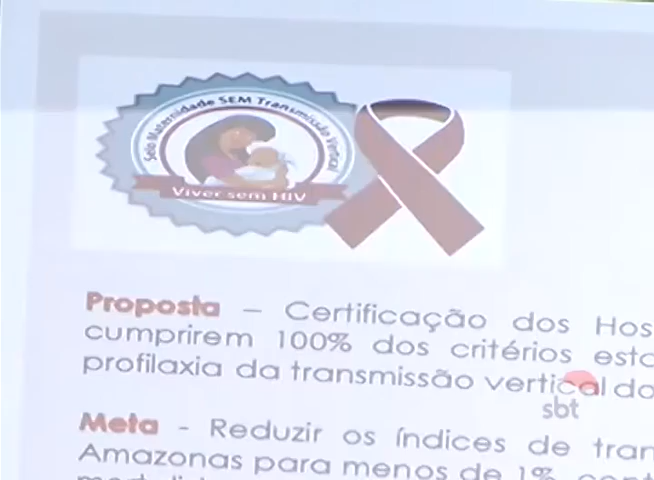 Selo Maternidade SEM Transmissão Vertical
Viver sem HIV
Proposta – Certificação dos Hos
cumprirem 100% dos critérios esta
profilaxia da transmissão vertical do
sbt
Meta - Reduzir os índices de tran
Amazonas para menos de 1%